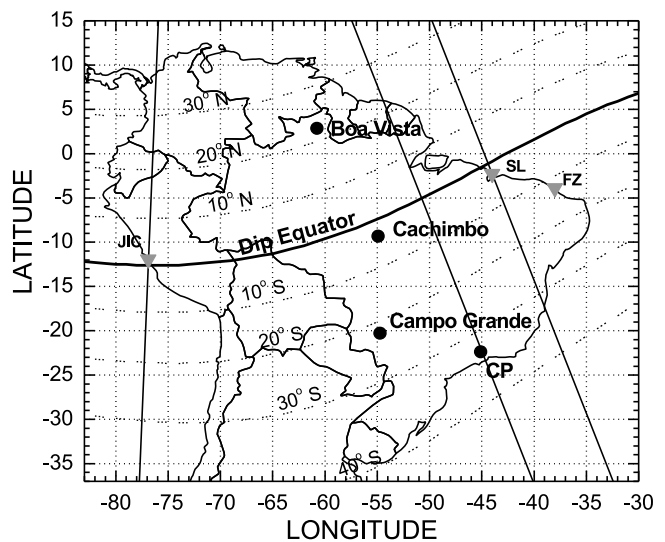 15
10
5
0
-5
-10
-15
-20
-25
-30
-35
LATITUDE
30° N
20° N
10° N
Boa Vista
SL
FZ
JIC
Dip Equator
Cachimbo
10° S
20° S
Campo Grande
CP
30° S
40° S
-80 -75 -70 -65 -60 -55 -50 -45 -40 -35 -30
LONGITUDE